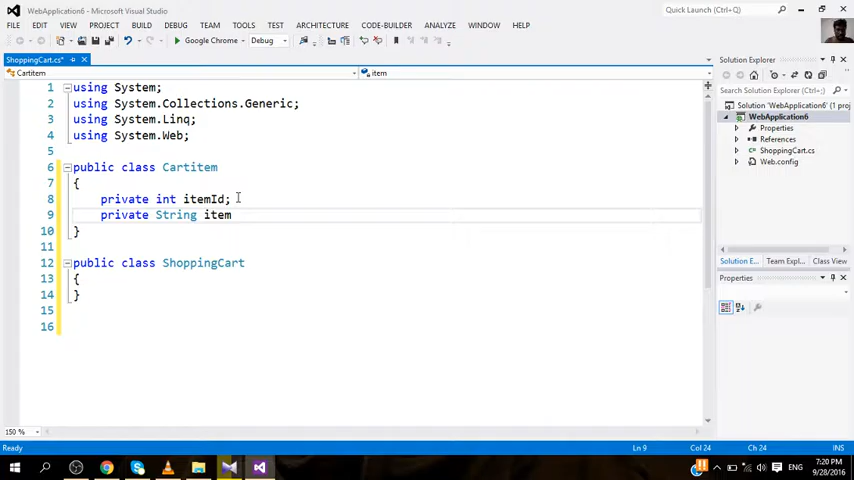 WebApplication6 - Microsoft Visual Studio
Quick Launch (Ctrl+Q)
FILE EDIT VIEW PROJECT BUILD DEBUG TEAM TOOLS TEST ARCHITECTURE CODE-BUILDER ANALYZE WINDOW HELP
Google Chrome Debug
ShoppingCart.cs*
Cartitem item
1 using System;
2 using System.Collections.Generic;
3 using System.Linq;
4 using System.Web;
5
6 public class Cartitem
7 {
8 private int itemId;
9 private String item
10 }
11
12 public class ShoppingCart
13 {
14 }
15
16
150 %
Solution Explorer
Search Solution Explorer (Ctrl+;)
Solution 'WebApplication6' (1 proj
WebApplication6
Properties
References
ShoppingCart.cs
Web.config
Solution E... Team Expl... Class View
Properties
Ready Ln 9 Col 24 Ch 24 INS
ENG 7:20 PM
9/28/2016